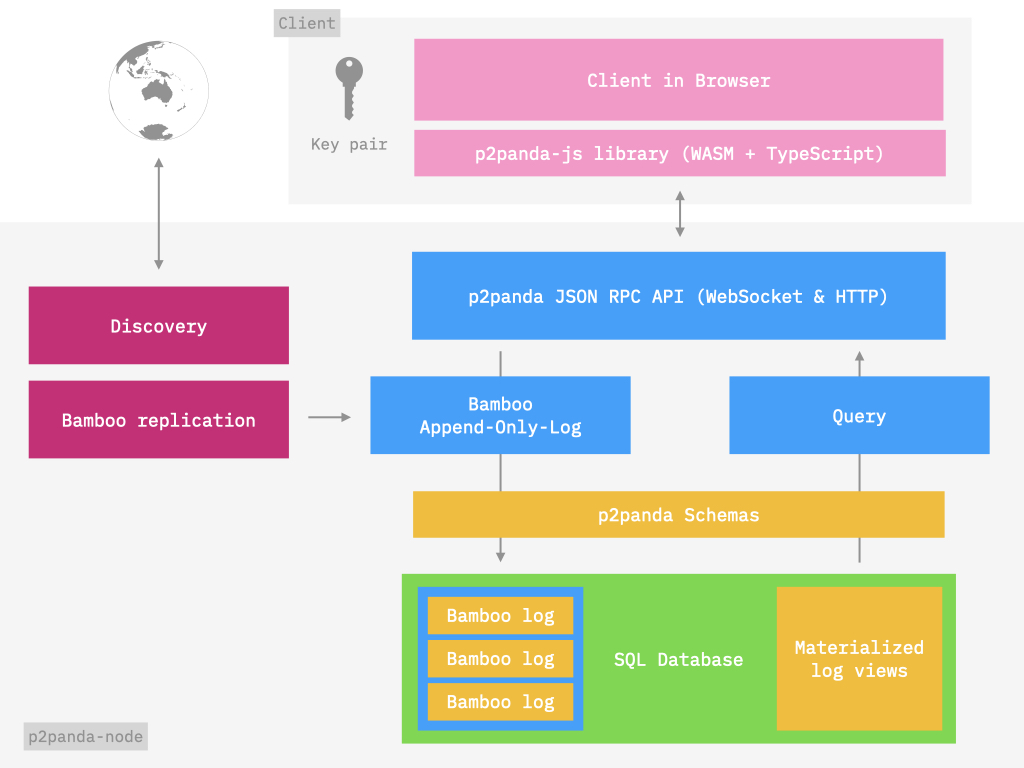 Client
Client in Browser
Key pair
p2panda-js library (WASM + TypeScript)
p2panda JSON RPC API (WebSocket & HTTP)
Discovery
Bamboo replication
Bamboo
Append-Only-Log
Query
p2panda Schemas
Bamboo log
Bamboo log
Bamboo log
SQL Database
Materialized
log views
p2panda-node